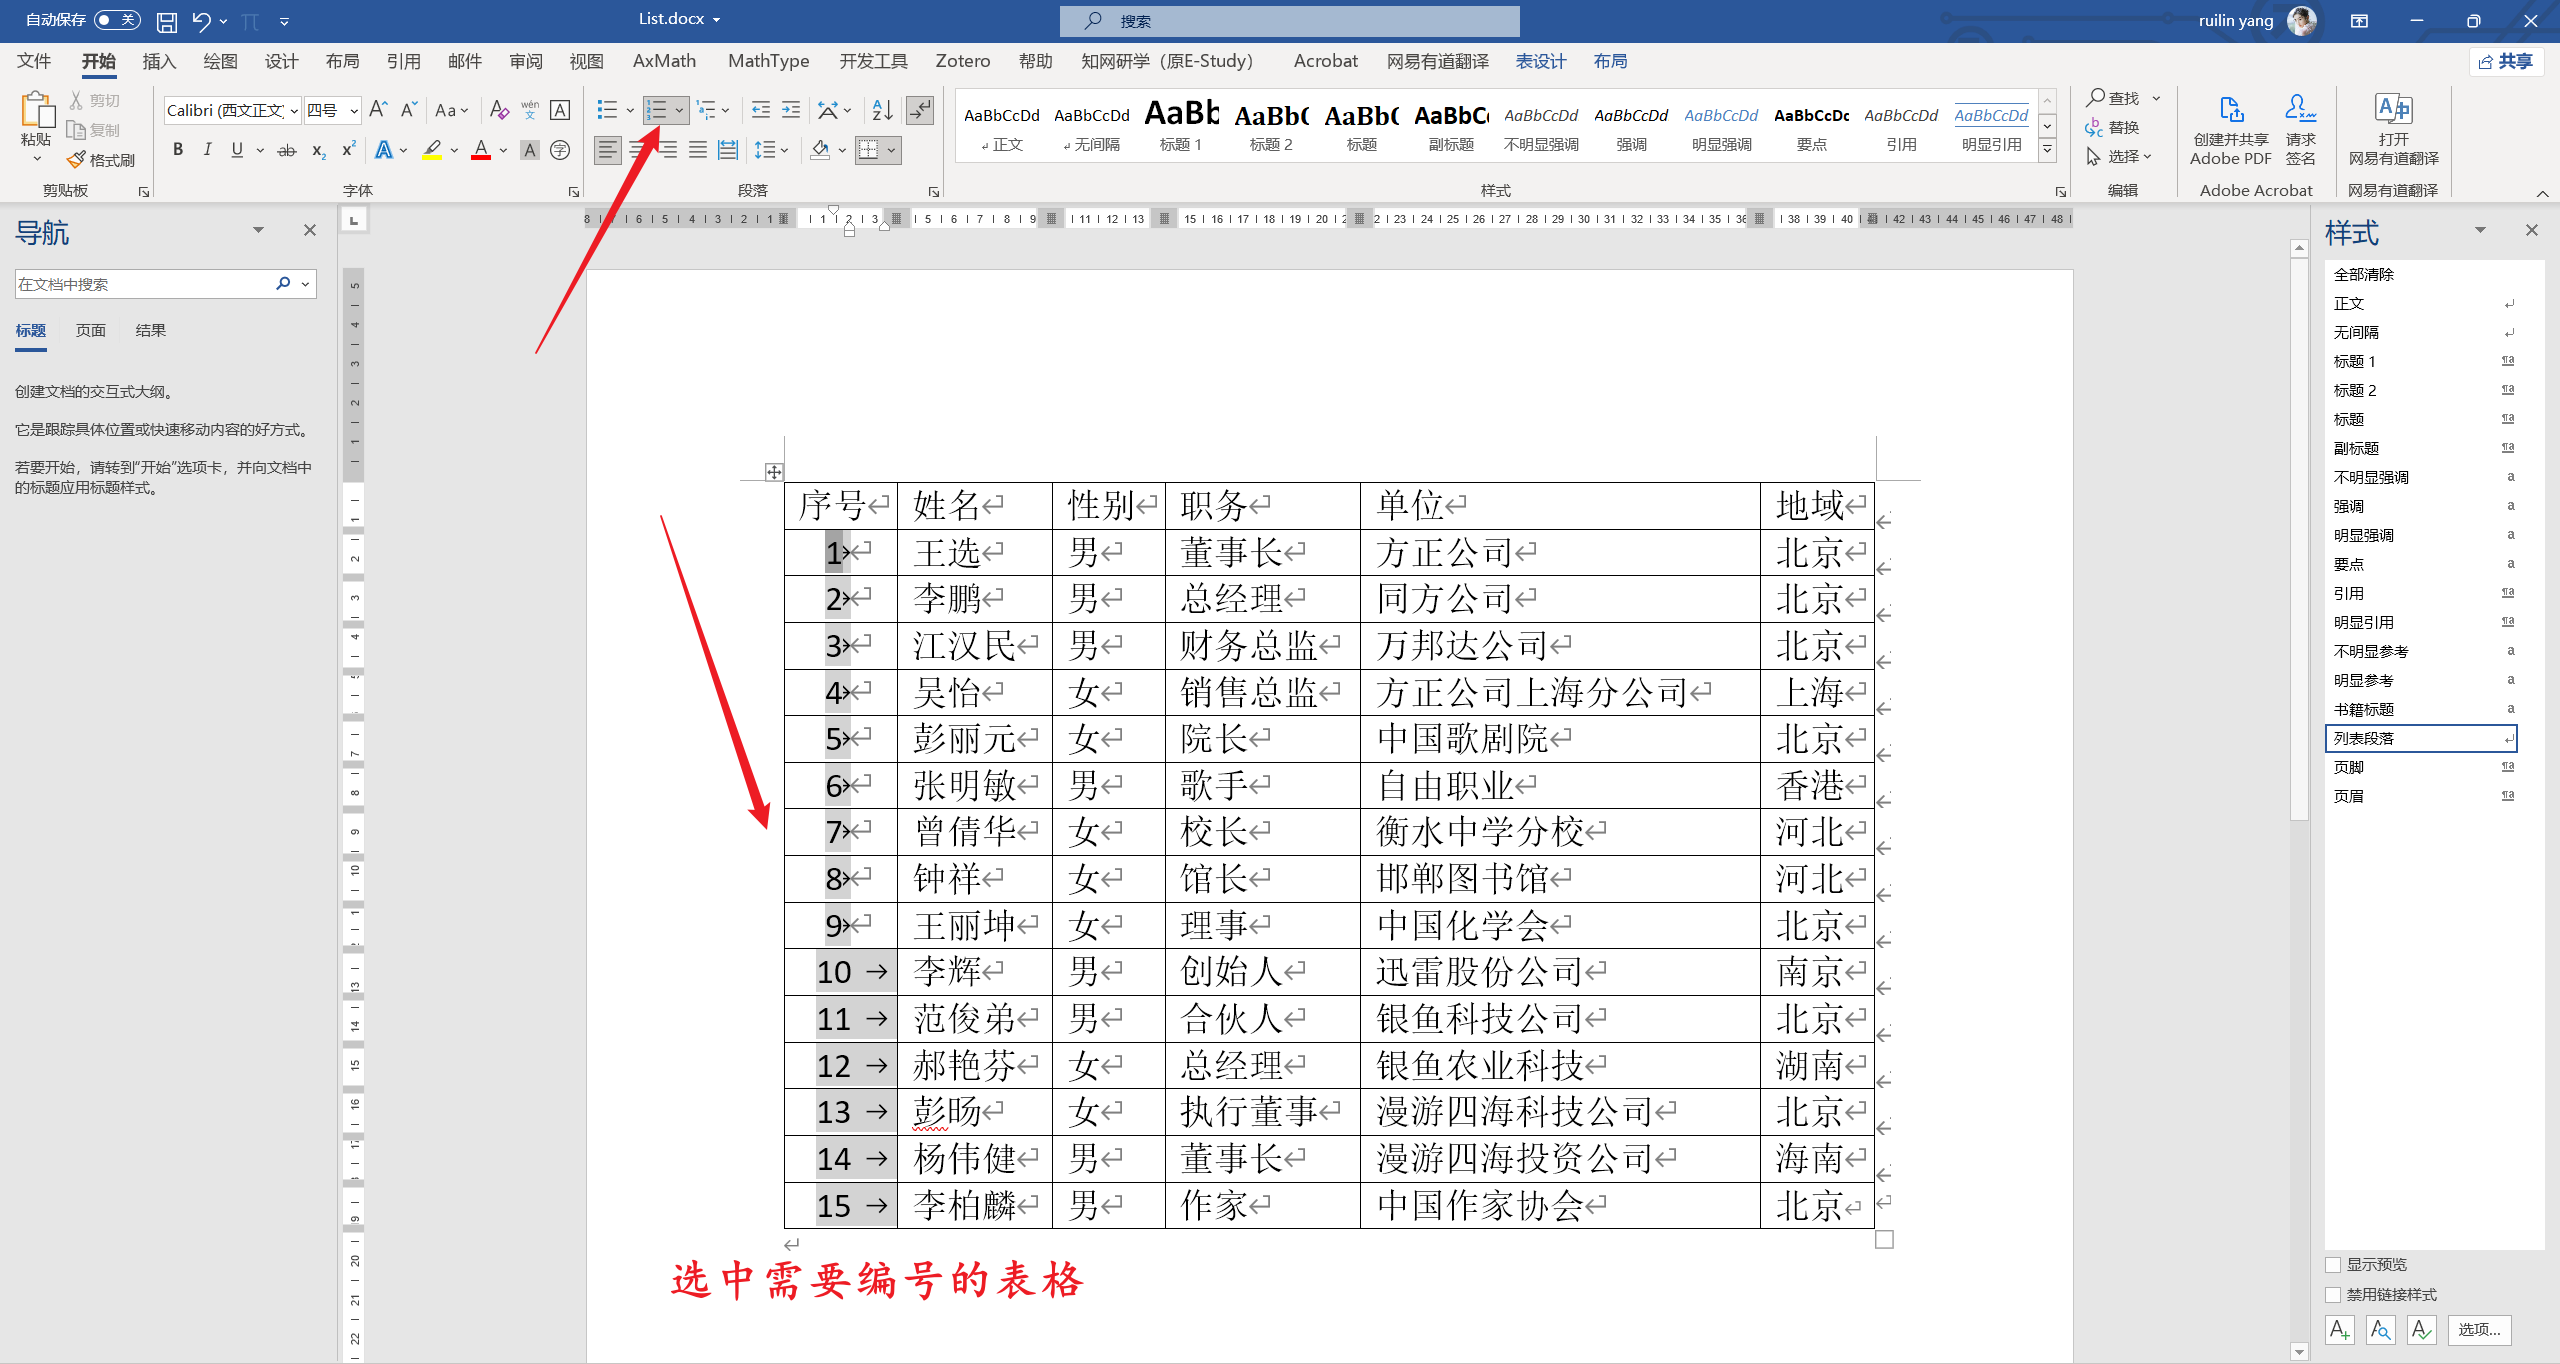 自动保存 关 List.docx 搜索 ruilin yang
文件 开始 插入 绘图 设计 布局 引用 邮件 审阅 视图 AxMath MathType 开发工具 Zotero 帮助 知网研学（原E-Study） Acrobat 网易有道翻译 表设计 布局 共享
粘贴 剪切 复制 格式刷
剪贴板
Calibri (西文正文) 四号
字体
段落
AaBbCcDd AaBbCcDd AaBb AaBb( AaBb( AaBbC AaBbCcDd AaBbCcDd AaBbCcDd AaBbCcDc AaBbCcDd AaBbCcDd
正文 无间隔 标题 1 标题 2 标题 副标题 不明显强调 强调 明显强调 要点 引用 明显引用
样式
查找
替换
选择
编辑
创建并共享 Adobe PDF
请求签名
Adobe Acrobat
打开
网易有道翻译
网易有道翻译
导航
在文档中搜索
标题 页面 结果
创建文档的交互式大纲。
它是跟踪具体位置或快速移动内容的好方式。
若要开始，请转到“开始”选项卡，并向文档中
的标题应用标题样式。
序号 姓名 性别 职务 单位 地域
1 王选 男 董事长 方正公司 北京
2 李鹏 男 总经理 同方公司 北京
3 江汉民 男 财务总监 万邦达公司 北京
4 吴怡 女 销售总监 方正公司上海分公司 上海
5 彭丽元 女 院长 中国歌剧院 北京
6 张明敏 男 歌手 自由职业 香港
7 曾倩华 女 校长 衡水中学分校 河北
8 钟祥 女 馆长 邯郸图书馆 河北
9 王丽坤 女 理事 中国化学会 北京
10 李辉 男 创始人 迅雷股份公司 南京
11 范俊弟 男 合伙人 银鱼科技公司 北京
12 郝艳芬 女 总经理 银鱼农业科技 湖南
13 彭旸 女 执行董事 漫游四海科技公司 北京
14 杨伟健 男 董事长 漫游四海投资公司 海南
15 李柏麟 男 作家 中国作家协会 北京
选中需要编号的表格
样式
全部清除
正文
无间隔
标题 1
标题 2
标题
副标题
不明显强调
强调
明显强调
要点
引用
明显引用
不明显参考
明显参考
书籍标题
列表段落
页脚
页眉
显示预览
禁用链接样式
选项...